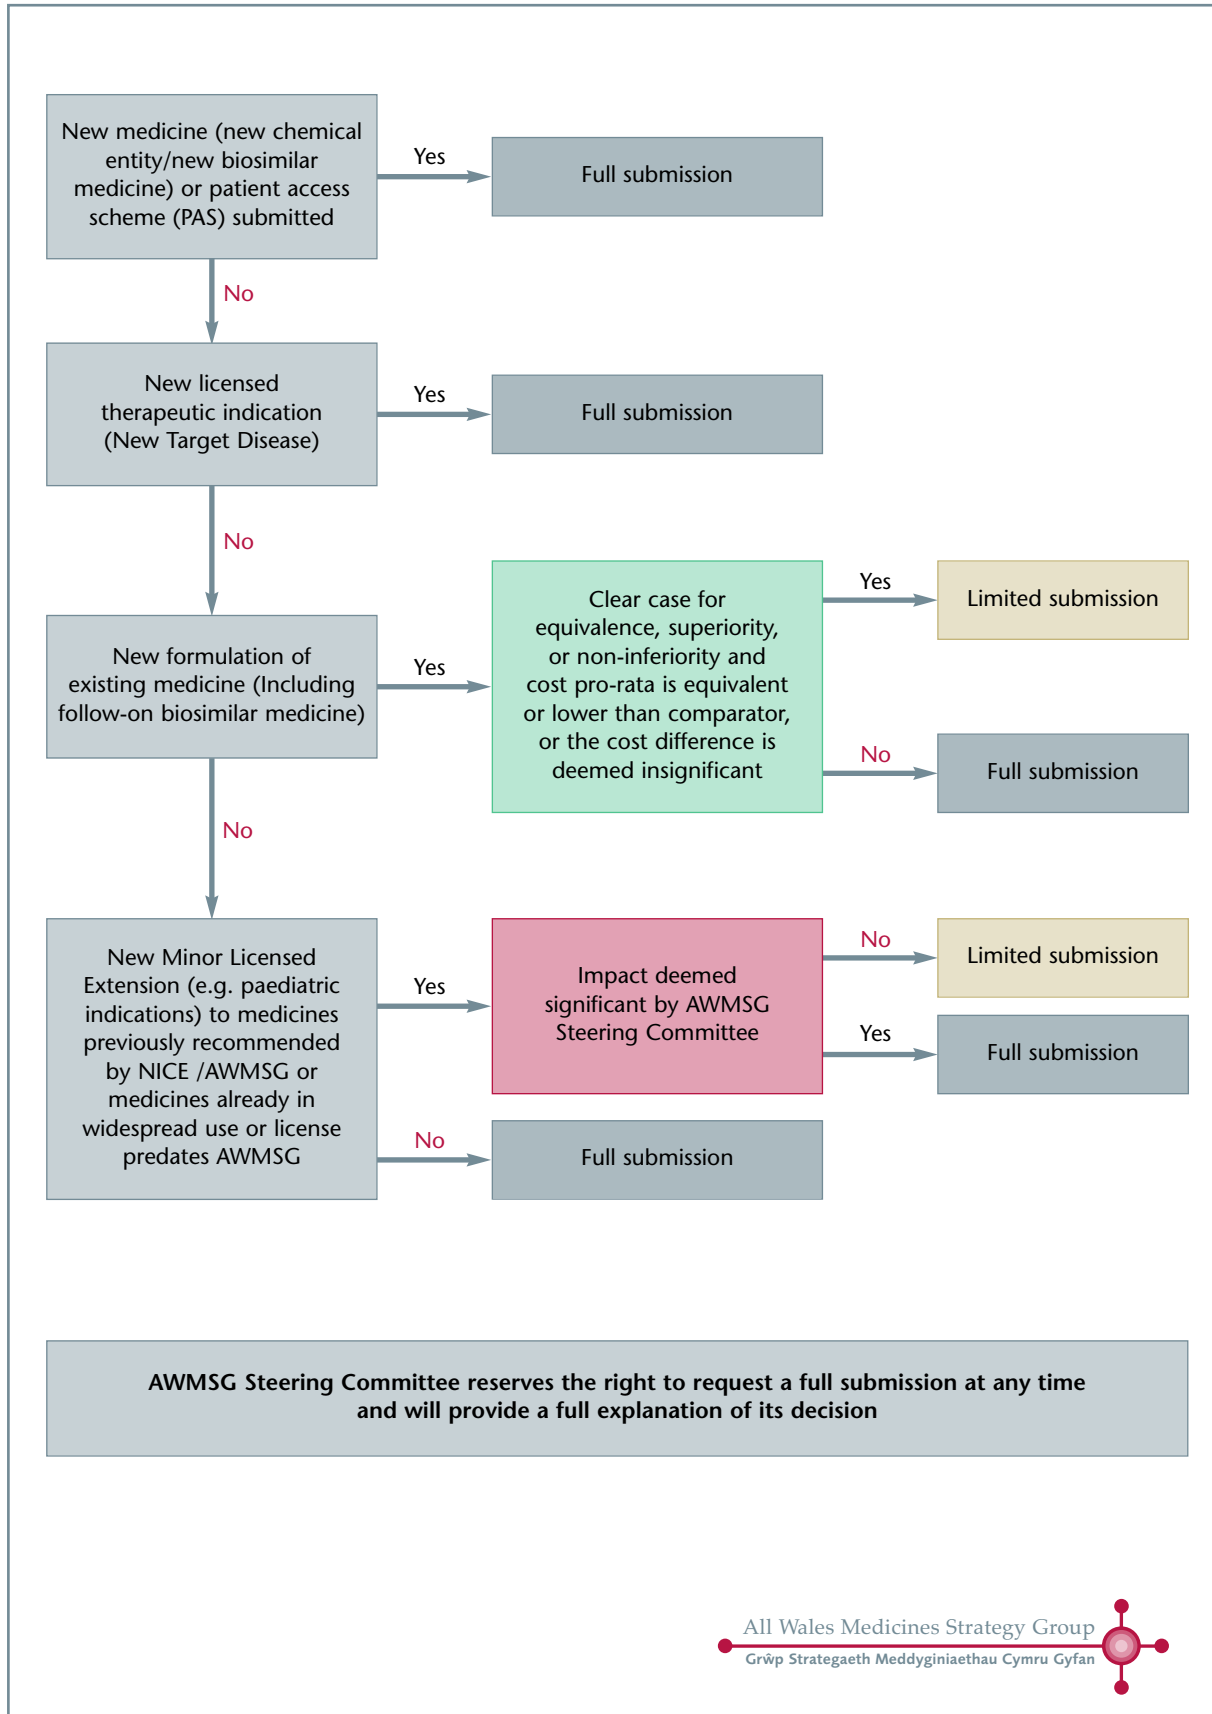 New medicine (new chemical
entity/new biosimilar
medicine) or patient access
scheme (PAS) submitted
Yes
Full submission
No
New licensed
therapeutic indication
(New Target Disease)
Yes
Full submission
No
New formulation of
existing medicine (Including
follow-on biosimilar medicine)
Yes
Clear case for
equivalence, superiority,
or non-inferiority and
cost pro-rata is equivalent
or lower than comparator,
or the cost difference is
deemed insignificant
Yes
Limited submission
No
Full submission
No
New Minor Licensed
Extension (e.g. paediatric
indications) to medicines
previously recommended
by NICE /AWMSG or
medicines already in
widespread use or license
predates AWMSG
Yes
Impact deemed
significant by AWMSG
Steering Committee
No
Limited submission
Yes
Full submission
No
Full submission
AWMSG Steering Committee reserves the right to request a full submission at any time
and will provide a full explanation of its decision
All Wales Medicines Strategy Group
Grŵp Strategaeth Meddyginiaethau Cymru Gyfan